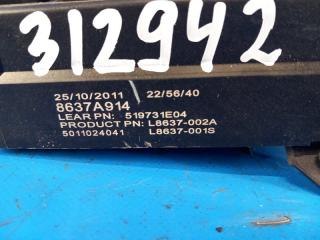 312942
25/10/2011 22/56/40
8637A914
LEAR PN: 519731E04
PRODUCT PN: L8637-002A
5011024041 L8637-001S